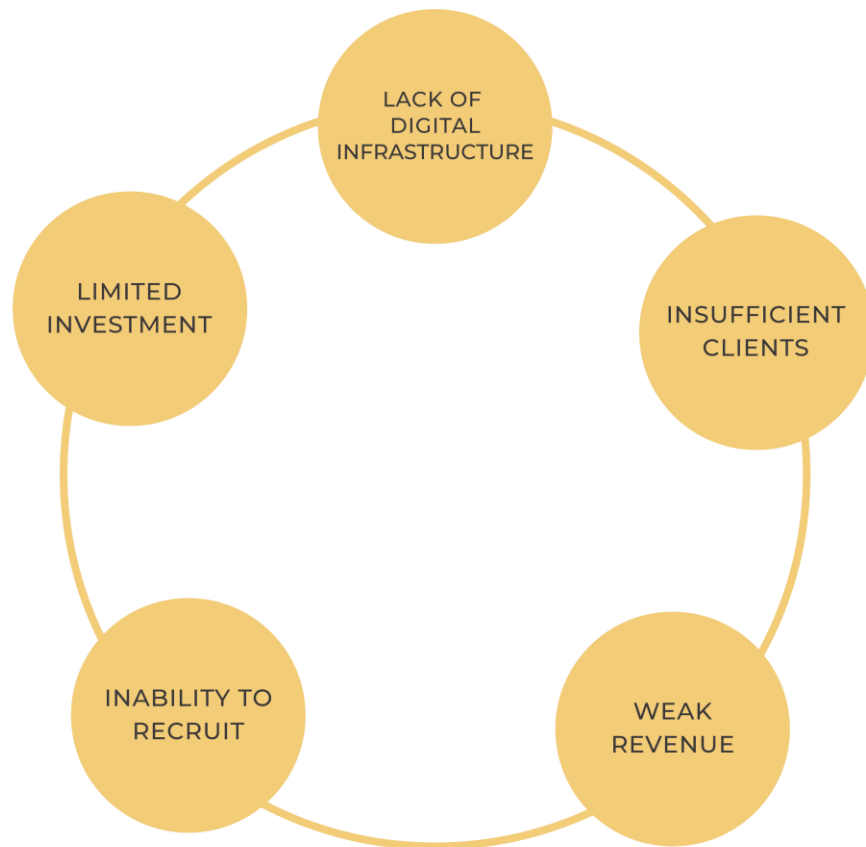 LACK OF
DIGITAL
INFRASTRUCTURE
INSUFFICIENT
CLIENTS
WEAK
REVENUE
INABILITY TO
RECRUIT
LIMITED
INVESTMENT